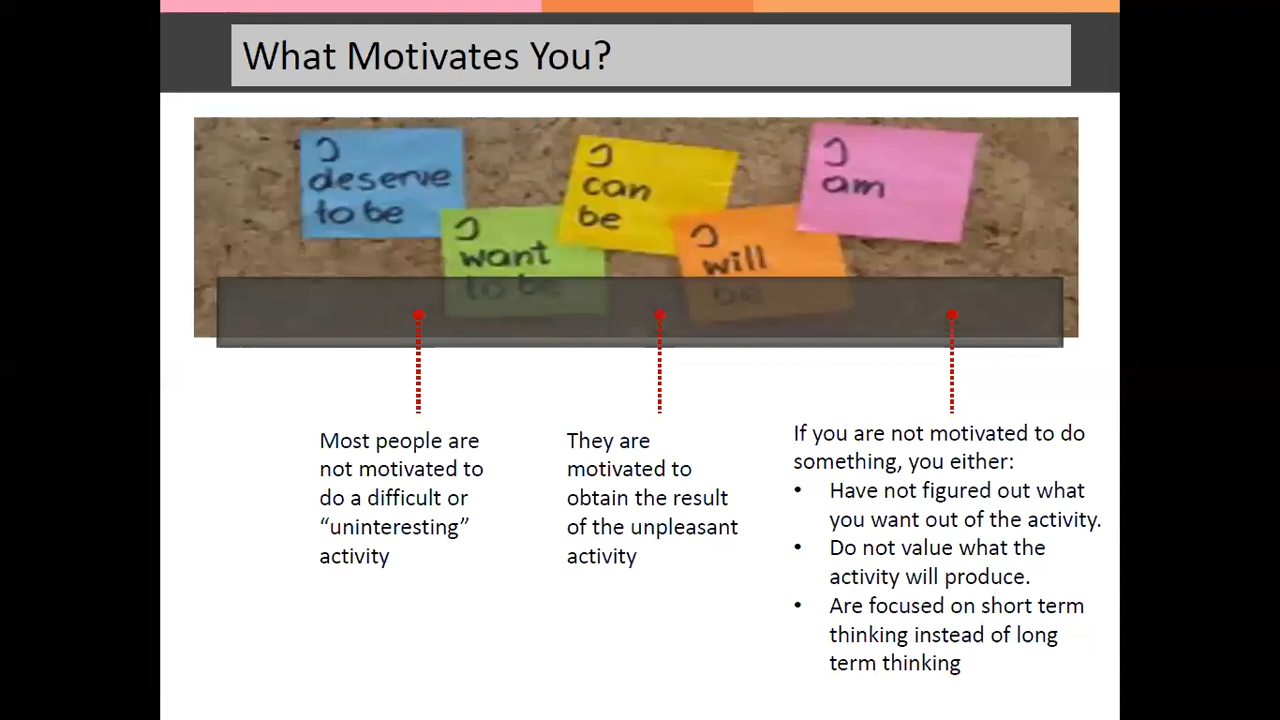 What Motivates You?
I
deserve
to be
I
want
to be
I
can
be
I
will
be
I
am
Most people are
not motivated to
do a difficult or
“uninteresting”
activity
They are
motivated to
obtain the result
of the unpleasant
activity
If you are not motivated to do
something, you either:
• Have not figured out what
you want out of the activity.
• Do not value what the
activity will produce.
• Are focused on short term
thinking instead of long
term thinking